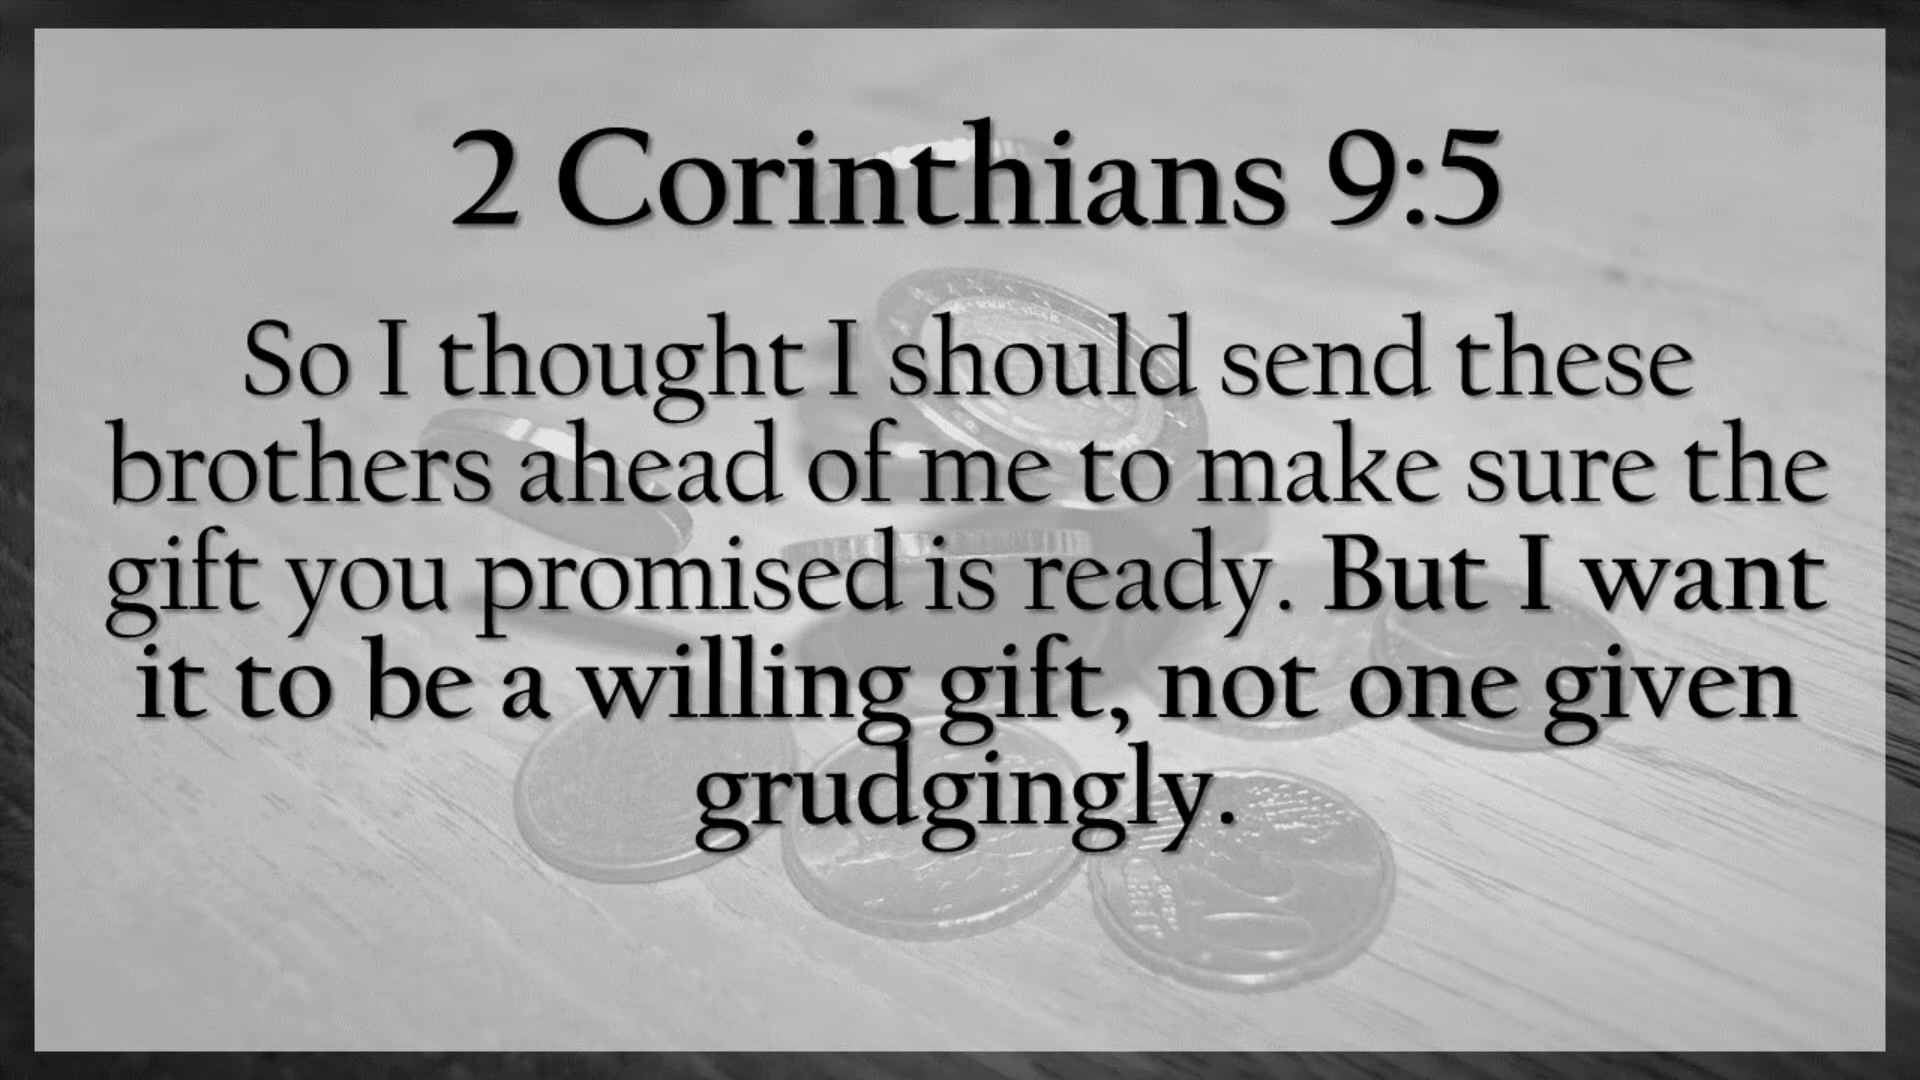 2 Corinthians 9:5
So I thought I should send these
brothers ahead of me to make sure the
gift you promised is ready. But I want
it to be a willing gift, not one given
grudgingly.